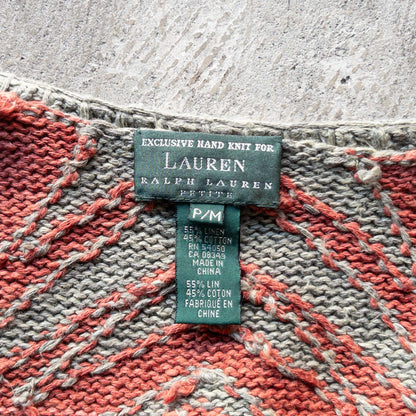 EXCLUSIVE HAND KNIT FOR
LAUREN
RALPH LAUREN
PETITE
P/M
55% LINEN
45% COTTON
RN 54050
CA 08345
MADE IN
CHINA
55% LIN
45% COTON
FABRIQUÉ EN
CHINE